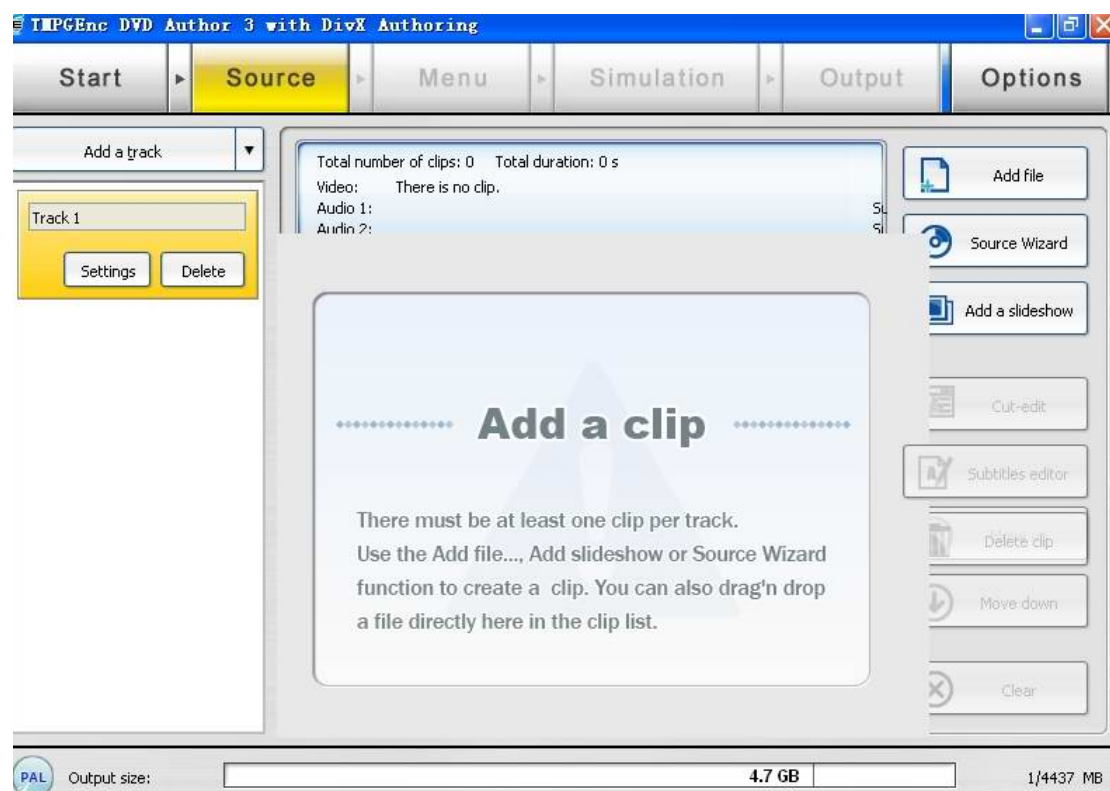 TMPGEnc DVD Author 3 with DivX Authoring
Start Source Menu Simulation Output Options
Add a track
Track 1
Settings Delete
Total number of clips: 0 Total duration: 0 s
Video: There is no clip.
Audio 1:
Audio 2:
Add a clip
There must be at least one clip per track.
Use the Add file..., Add slideshow or Source Wizard
function to create a clip. You can also drag'n drop
a file directly here in the clip list.
Add file
Source Wizard
Add a slideshow
Cut-edit
Subtitles editor
Delete clip
Move down
Clear
PAL Output size: 4.7 GB 1/4437 MB